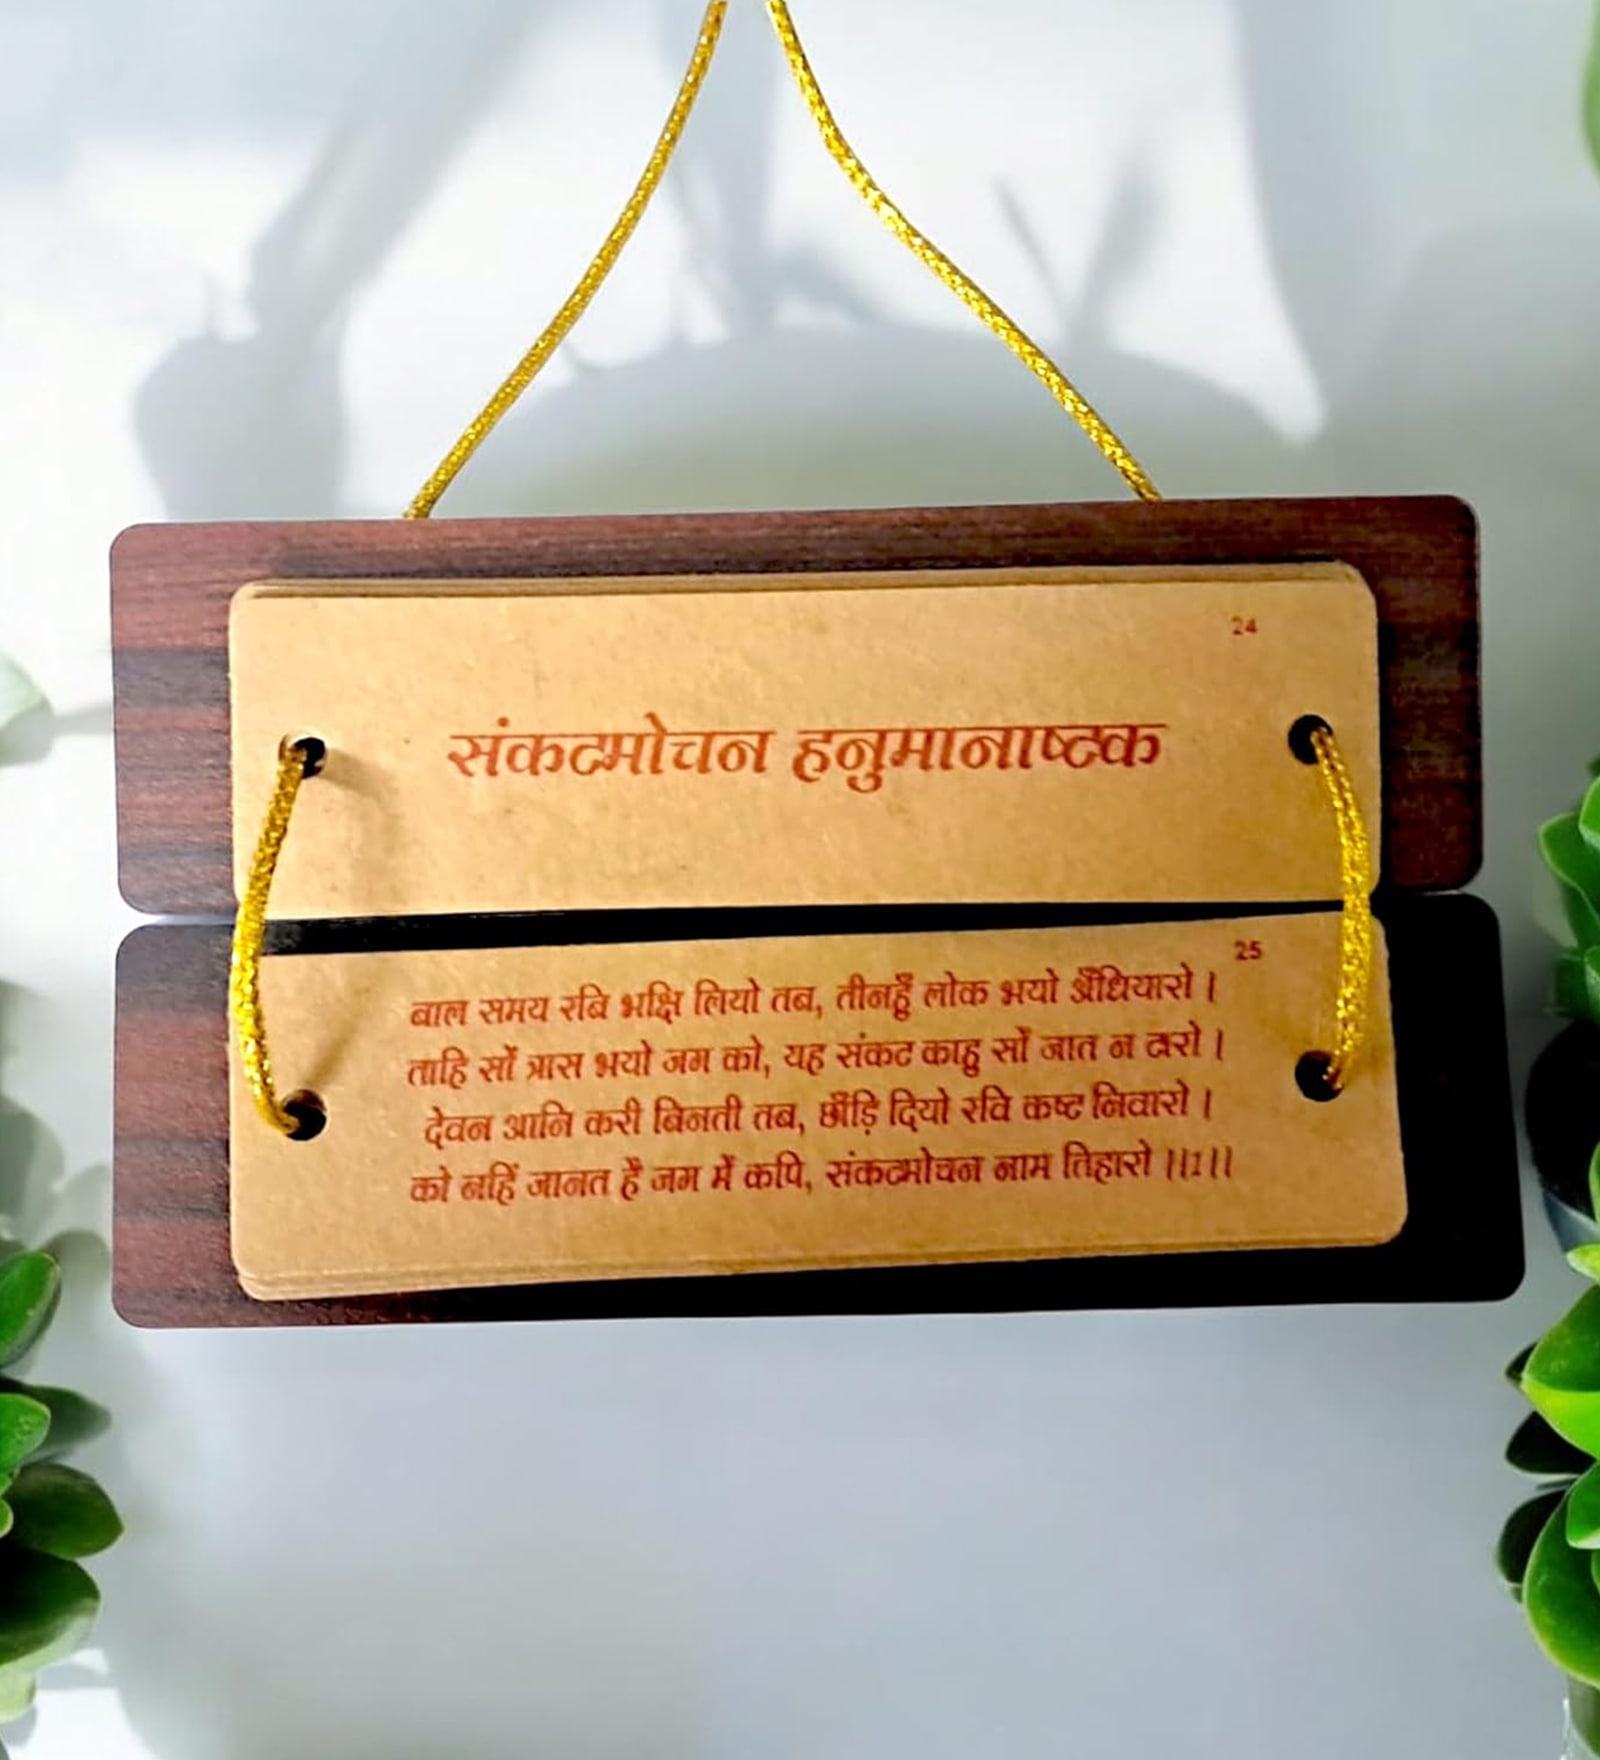 24
संकटमोचन हनुमानाष्टक
25
बाल समय रबि भक्षि लियो तब, तीनहुँ लोक भयो अँधियारो।
ताहि सों त्रास भयो जग को, यह संकट काहु सों जात न टारो।
देवन आनि करी बिनती तब, छाँड़ि दियो रवि कष्ट निवारो।
को नहिं जानत है जग में कपि, संकटमोचन नाम तिहारो।।1।।